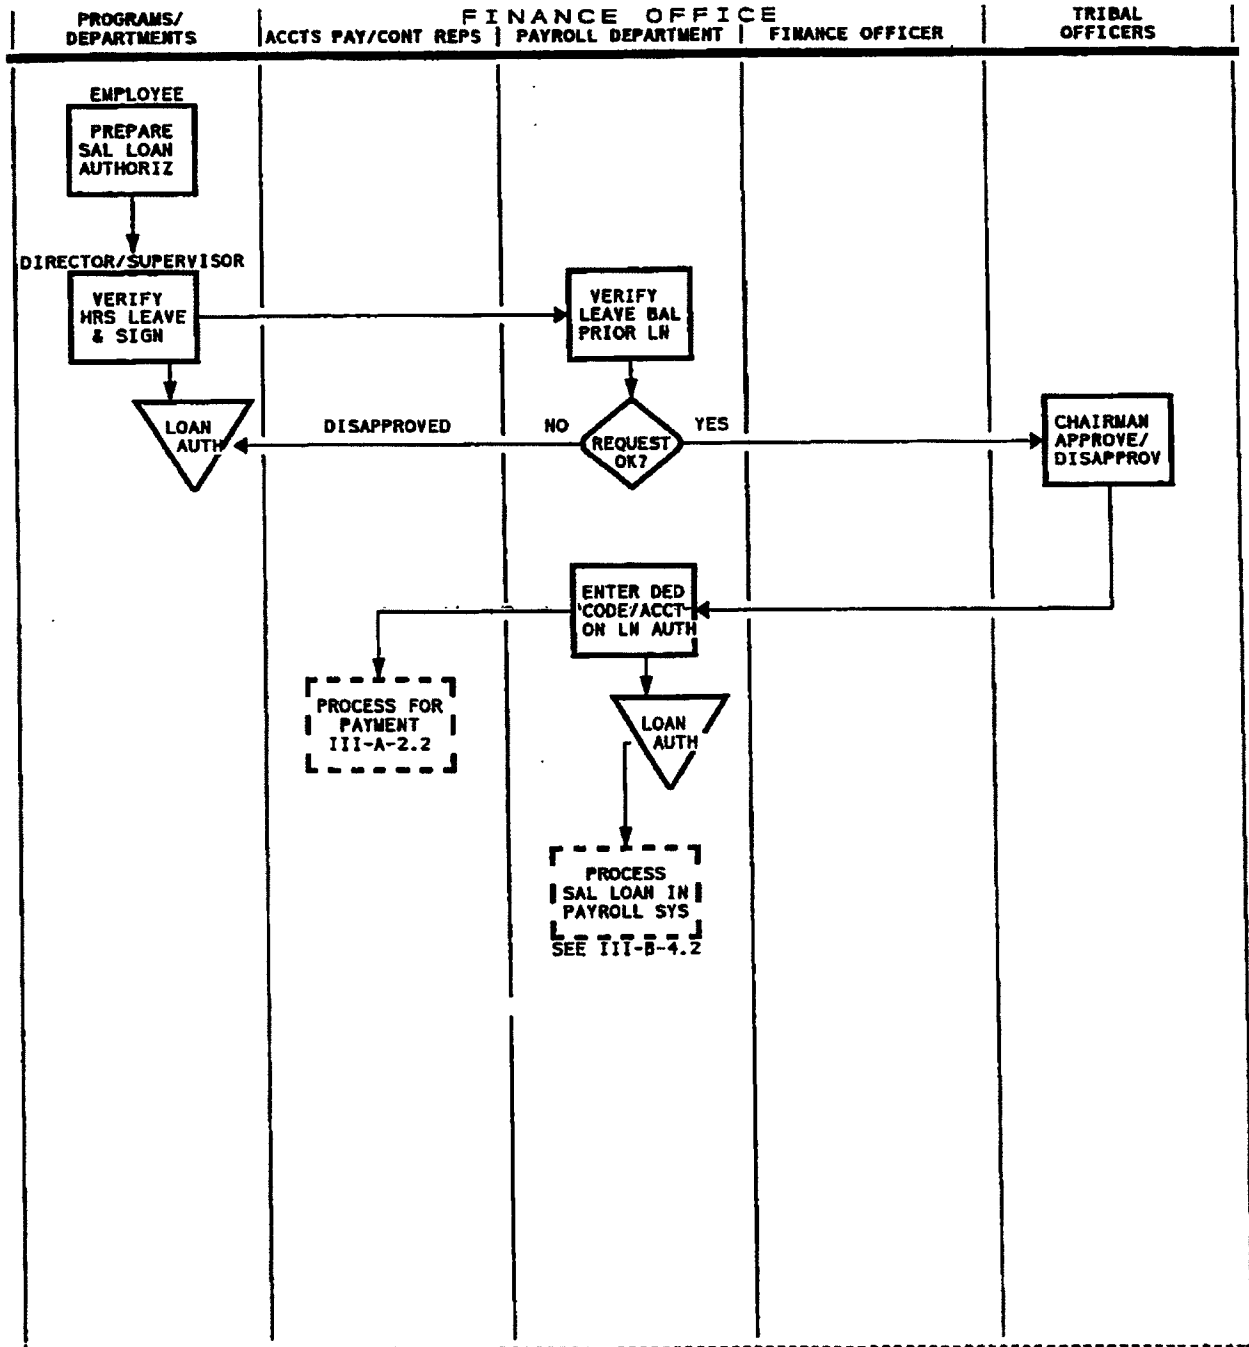 PROGRAMS/
DEPARTMENTS
FINANCE OFFICE
ACCTS PAY/CONT REPS
PAYROLL DEPARTMENT
FINANCE OFFICER
TRIBAL
OFFICERS
EMPLOYEE
PREPARE
SAL LOAN
AUTHORIZ
DIRECTOR/SUPERVISOR
VERIFY
HRS LEAVE
& SIGN
VERIFY
LEAVE BAL
PRIOR LN
LOAN
AUTH
DISAPPROVED
NO
REQUEST
OK?
YES
CHAIRMAN
APPROVE/
DISAPPROV
ENTER DED
CODE/ACCT
ON LN AUTH
PROCESS FOR
PAYMENT
III-A-2.2
LOAN
AUTH
PROCESS
SAL LOAN IN
PAYROLL SYS
SEE III-B-4.2